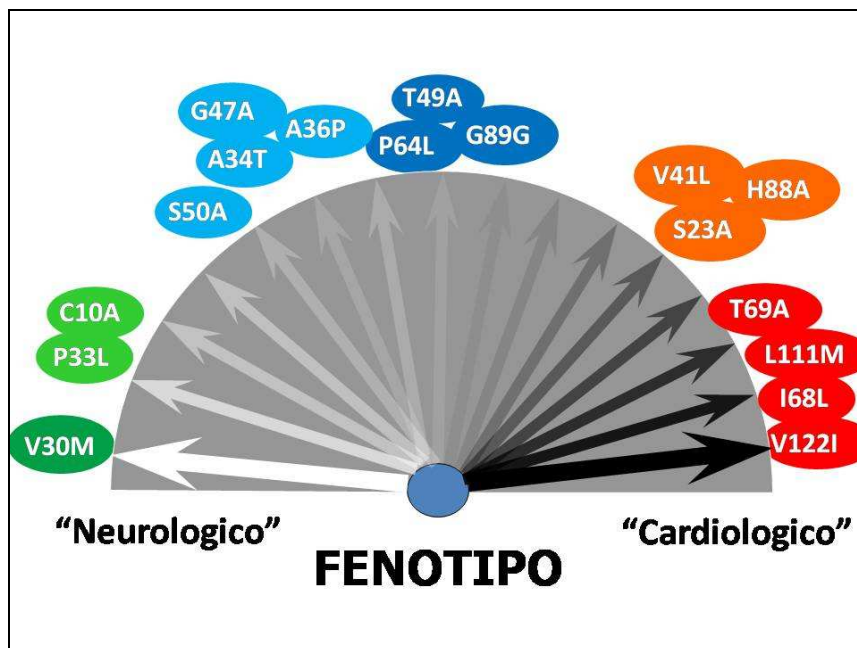 T49A
G47A
A36P
G89G
P64L
A34T
V41L
H88A
S50A
S23A
C10A
T69A
P33L
L111M
I68L
V30M
V122I
“Neurologico”
“Cardiologico”
FENOTIPO